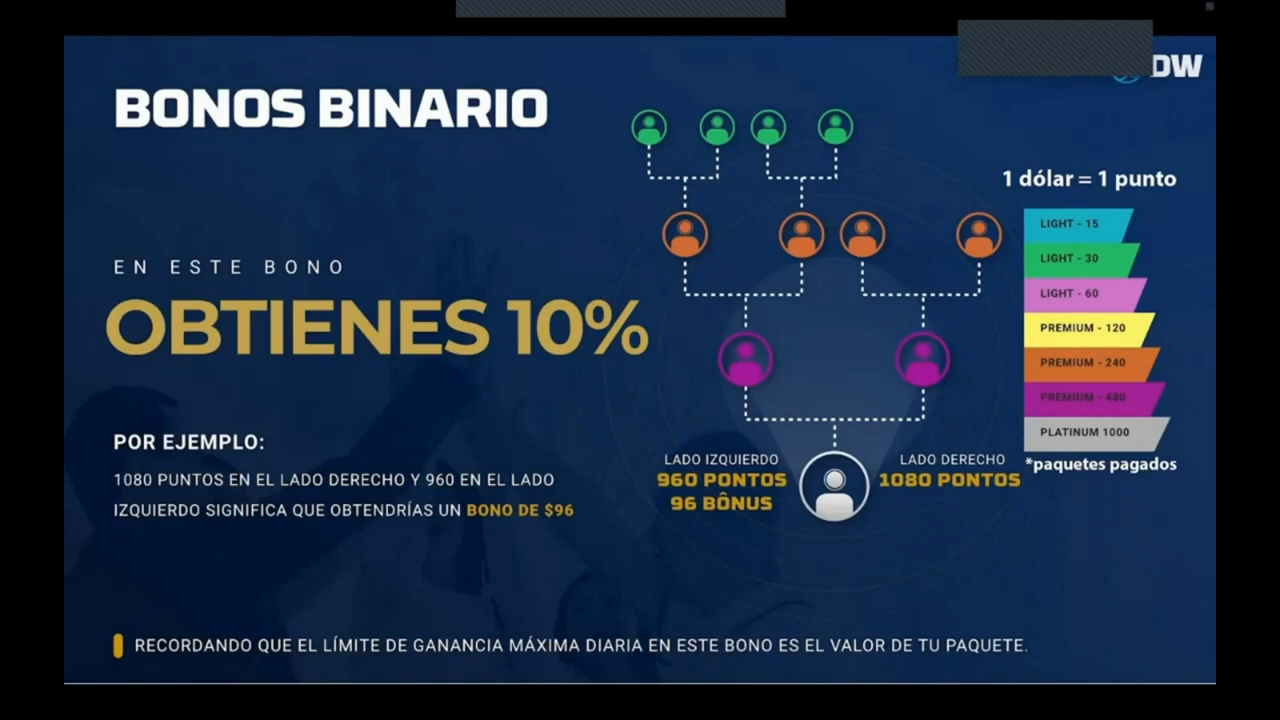 DW
BONOS BINARIO
1 dólar = 1 punto
LIGHT - 15
LIGHT - 30
LIGHT - 60
PREMIUM - 120
PREMIUM - 240
PREMIUM - 480
PLATINUM 1000
*paquetes pagados
EN ESTE BONO
OBTIENES 10%
POR EJEMPLO:
1080 PUNTOS EN EL LADO DERECHO Y 960 EN EL LADO
IZQUIERDO SIGNIFICA QUE OBTENDRÍAS UN BONO DE $96
LADO IZQUIERDO
960 PONTOS
96 BÔNUS
LADO DERECHO
1080 PONTOS
RECORDANDO QUE EL LÍMITE DE GANANCIA MÁXIMA DIARIA EN ESTE BONO ES EL VALOR DE TU PAQUETE.